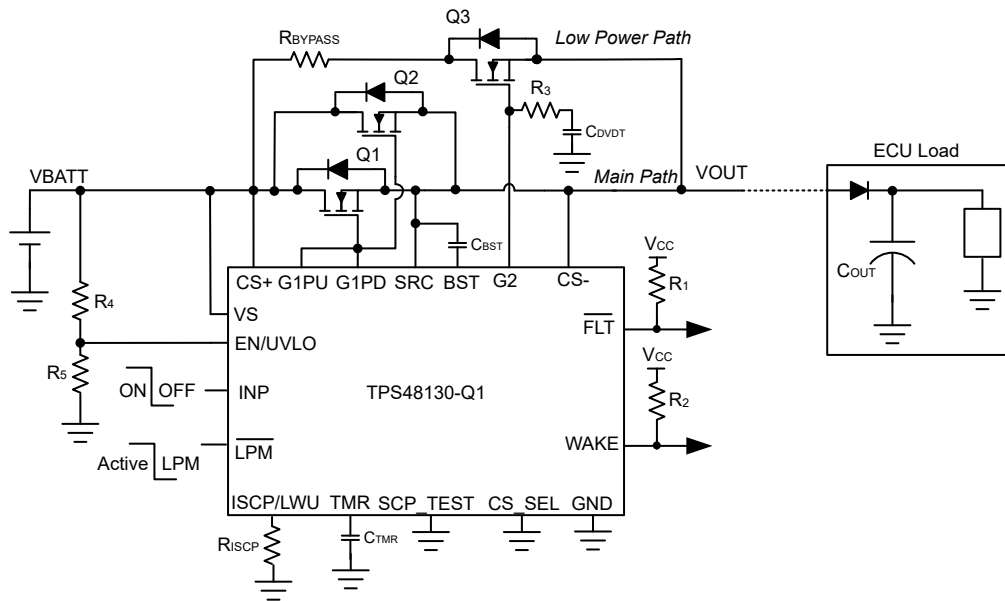 Q3
Low Power Path
RBYPASS
Q2
R3
CDVDT
Q1
ECU Load
VBATT
Main Path
VOUT
CBST
VCC
COUT
CS+ G1PU G1PD SRC BST G2 CS-
R1
R4
VS
FLT
EN/UVLO
VCC
R5
ON OFF
INP
TPS48130-Q1
R2
LPM
WAKE
Active LPM
ISCP/LWU TMR SCP_TEST CS_SEL GND
RISCP
CTMR